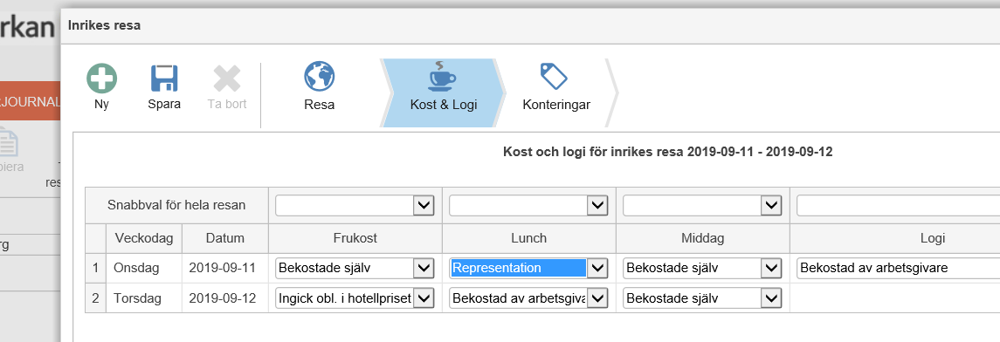 rkan
Inrikes resa
Ny
Spara
Ta bort
Resa
Kost & Logi
Konteringar
JOURNAL
piera
res
rg
Kost och logi för inrikes resa 2019-09-11 - 2019-09-12
Snabbval för hela resan
Veckodag Datum Frukost Lunch Middag Logi
1 Onsdag 2019-09-11 Bekostade själv Representation Bekostade själv Bekostad av arbetsgivare
2 Torsdag 2019-09-12 Ingick obl. i hotellpriset Bekostad av arbetsgiva Bekostade själv